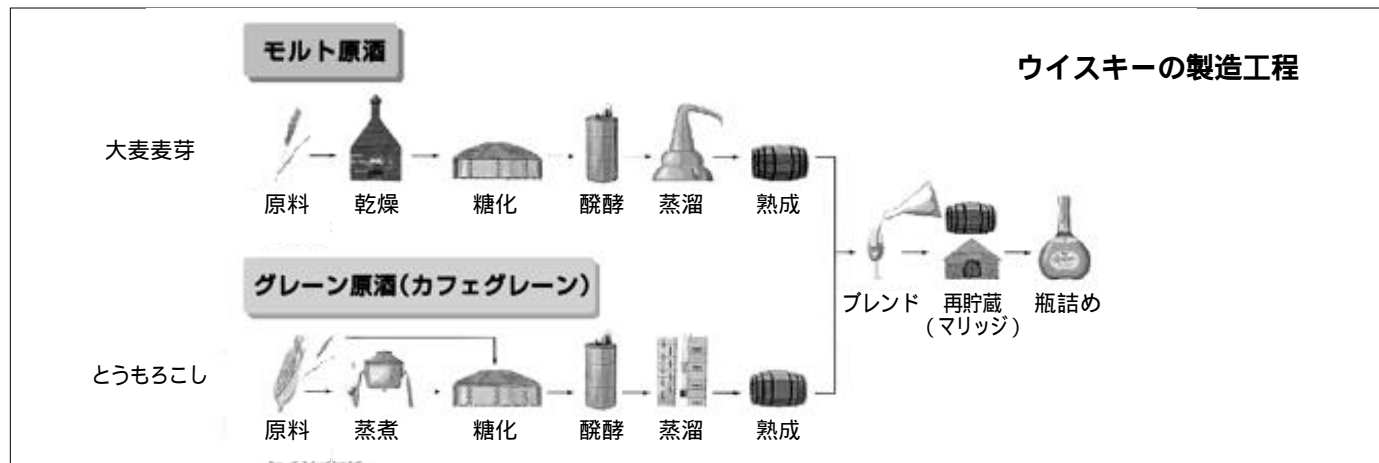 モルト原酒
ウイスキーの製造工程
大麦麦芽
原料 乾燥 糖化 醗酵 蒸溜 熟成
グレーン原酒(カフェグレーン)
ブレンド 再貯蔵 瓶詰め
(マリッジ)
とうもろこし
原料 蒸煮 糖化 醗酵 蒸溜 熟成